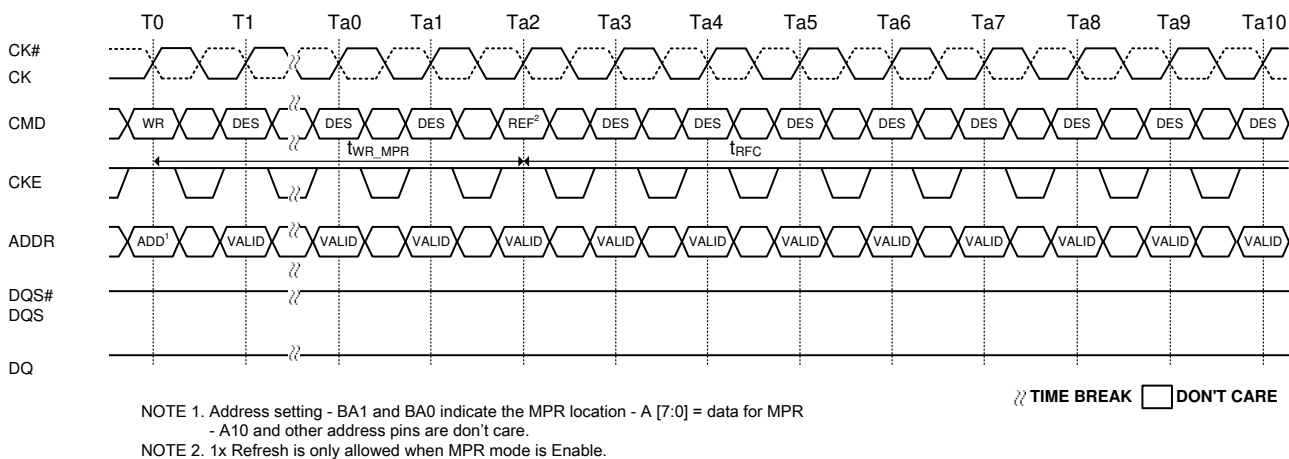 T0 T1 Ta0 Ta1 Ta2 Ta3 Ta4 Ta5 Ta6 Ta7 Ta8 Ta9 Ta10
CK#
CK
CMD WR DES DES DES REF2 DES DES DES DES DES DES DES DES
tWR_MPR tRFC
CKE
ADDR ADD1 VALID VALID VALID VALID VALID VALID VALID VALID VALID VALID VALID VALID
DQS#
DQS
DQ
TIME BREAK DON'T CARE
NOTE 1. Address setting - BA1 and BA0 indicate the MPR location - A [7:0] = data for MPR
- A10 and other address pins are don't care.
NOTE 2. 1x Refresh is only allowed when MPR mode is Enable.